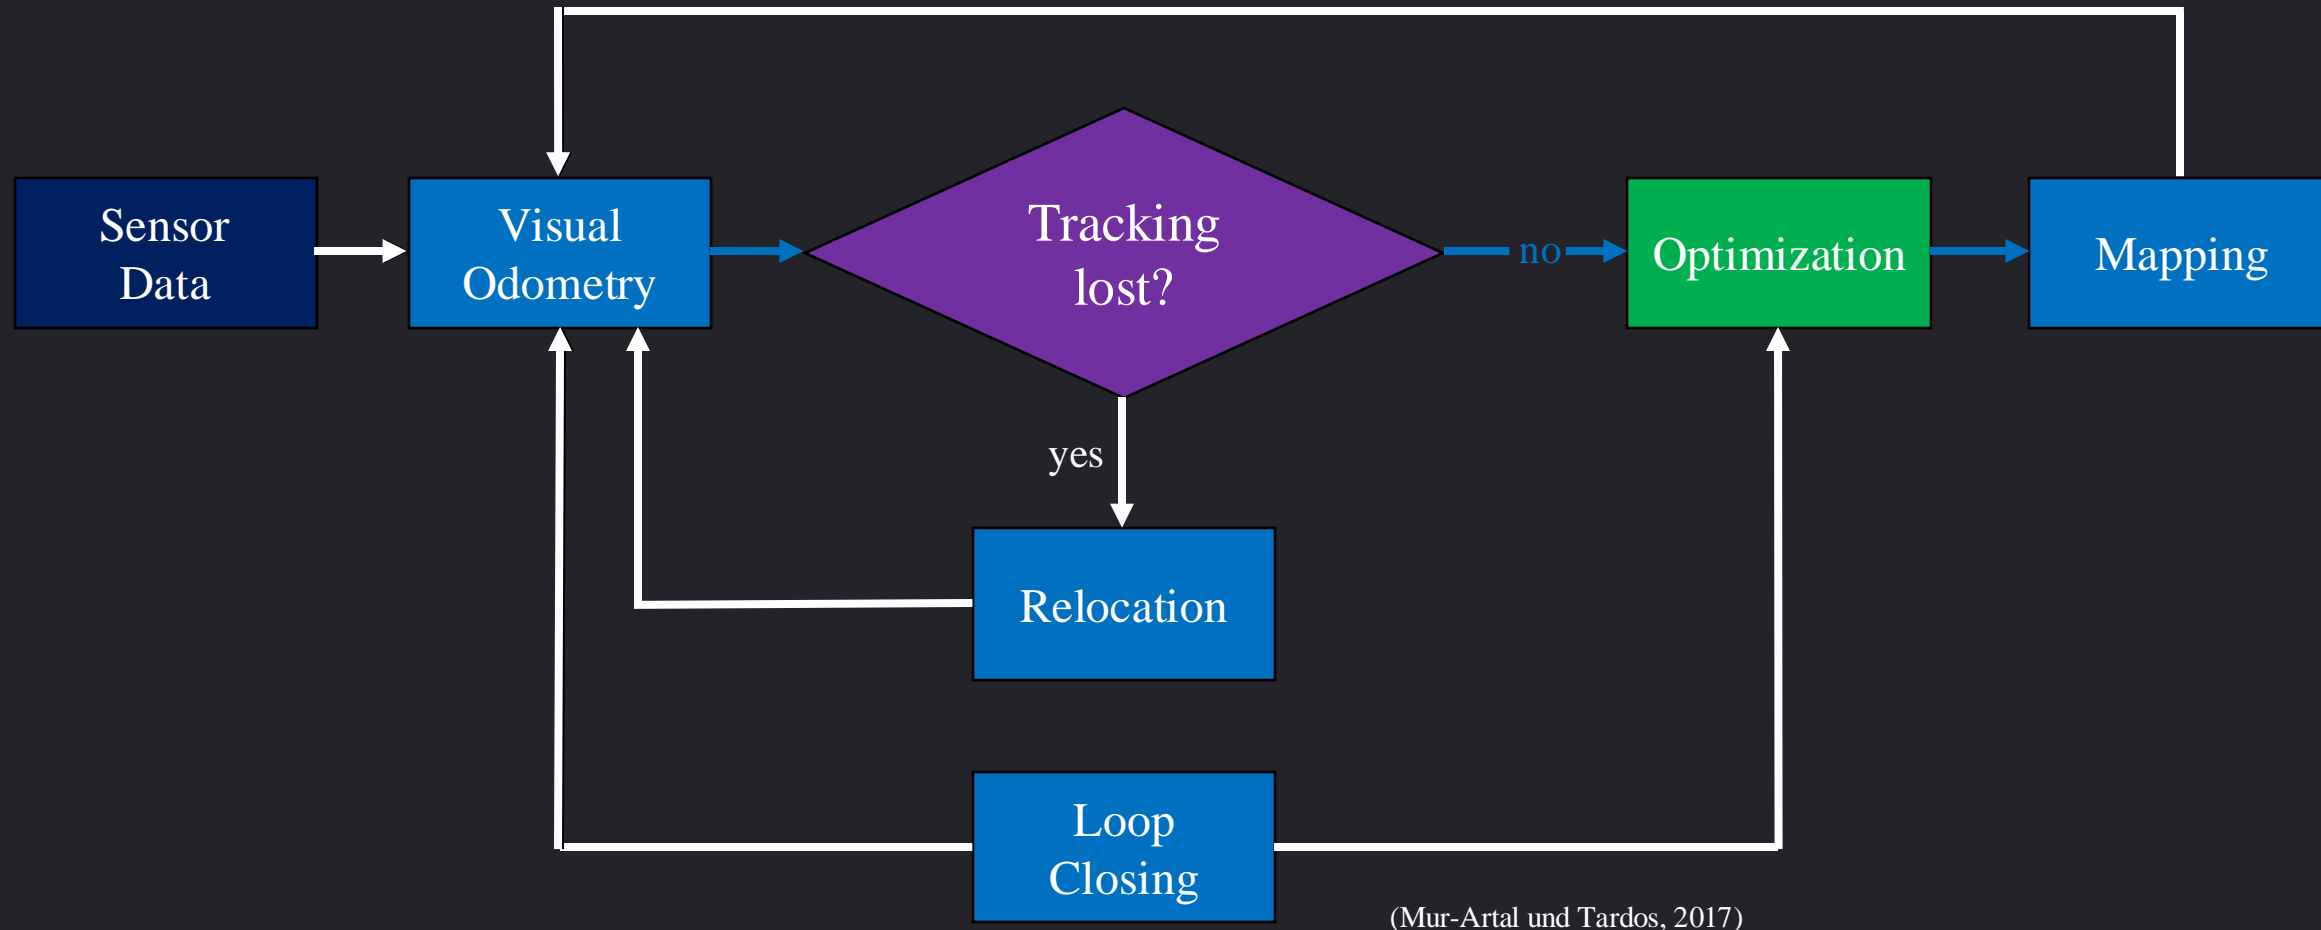 Sensor
Data
Visual
Odometry
Tracking
lost?
no
Optimization
Mapping
yes
Relocation
Loop
Closing
(Mur-Artal und Tardos, 2017)